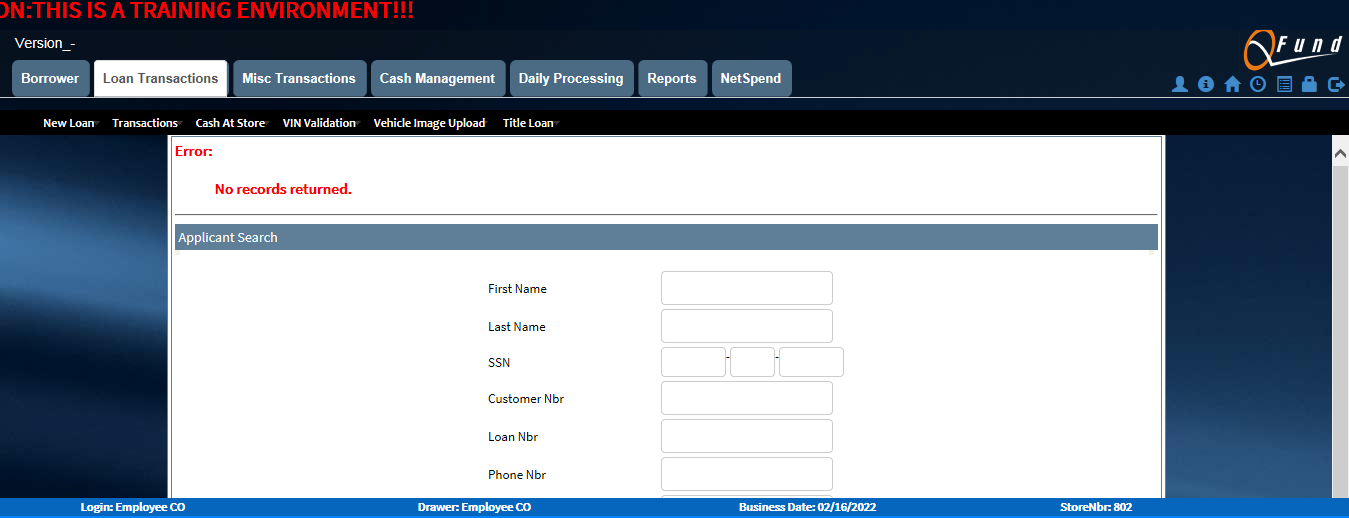 ON:THIS IS A TRAINING ENVIRONMENT!!!
Version_-
QFund
Borrower Loan Transactions Misc Transactions Cash Management Daily Processing Reports NetSpend
New Loan Transactions Cash At Store VIN Validation Vehicle Image Upload Title Loan
Error:
No records returned.
Applicant Search
First Name
Last Name
SSN - -
Customer Nbr
Loan Nbr
Phone Nbr
Login: Employee CO Drawer: Employee CO Business Date: 02/16/2022 StoreNbr: 802